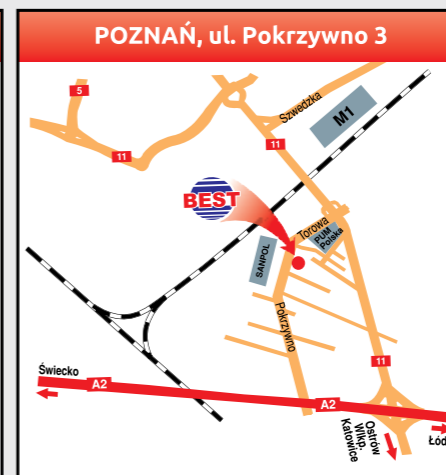 POZNAŃ, ul. Pokrzywno 3
5
Szwedzka
M1
11
11
BEST
Torowa
PUM
Polska
SANPOL
Pokrzywno
11
Świecko
A2
A2
Ostrów
Wlkp.
Katowice